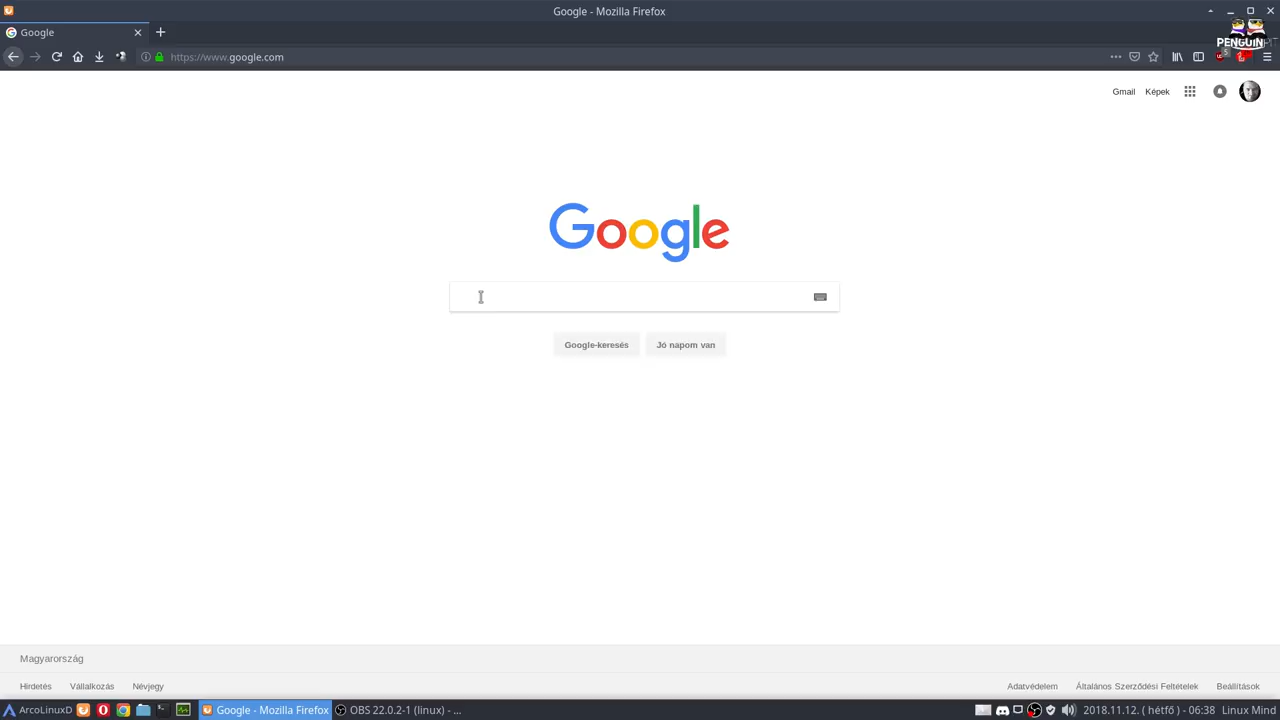 Google - Mozilla Firefox
Google
PENGUIN
https://www.google.com
Gmail Képek
Google
Google-keresés Jó napom van
Magyarország
Hirdetés Vállalkozás Névjegy Adatvédelem Általános Szerződési Feltételek Beállítások
ArcoLinuxD Google - Mozilla Firefox OBS 22.0.2-1 (linux) - ... 2018.11.12. ( hétfő ) - 06:38 Linux Mind